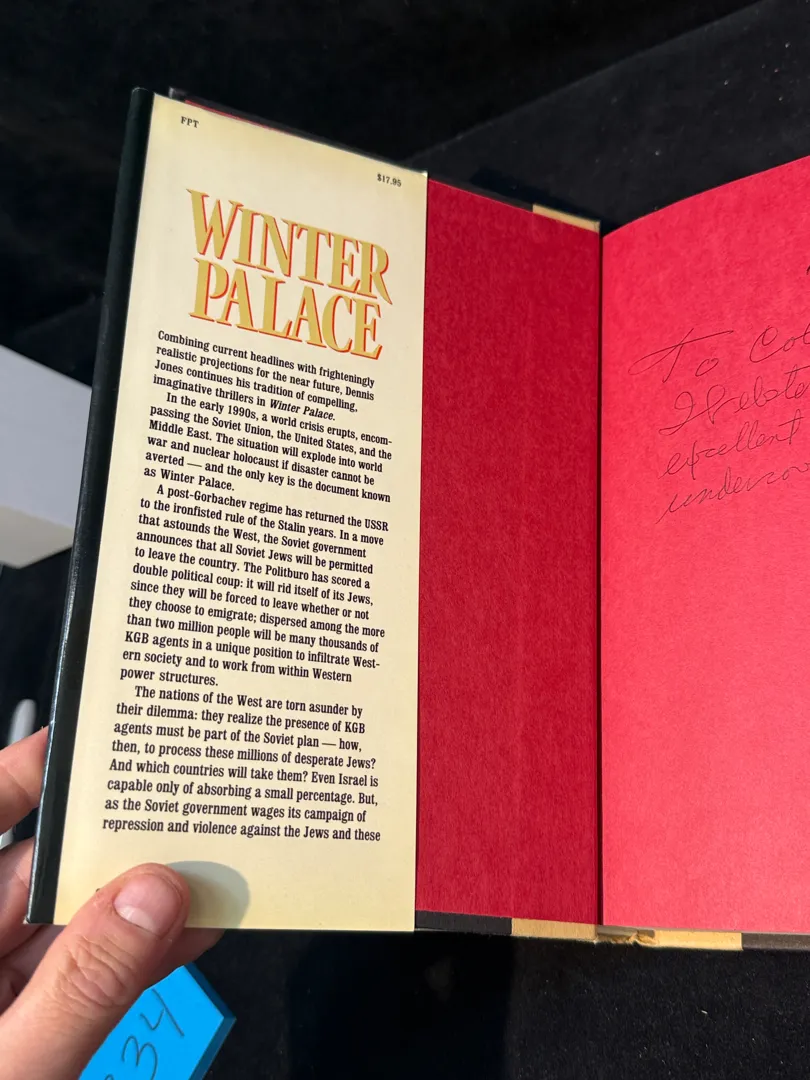 FPT
$17.95
WINTER
PALACE
Combining current headlines with frighteningly
realistic projections for the near future, Dennis
Jones continues his tradition of compelling,
imaginative thrillers in Winter Palace.
In the early 1990s, a world crisis erupts, encom-
passing the Soviet Union, the United States, and the
Middle East. The situation will explode into world
war and nuclear holocaust if disaster cannot be
averted — and the only key is the document known
as Winter Palace.
A post-Gorbachev regime has returned the USSR
to the ironfisted rule of the Stalin years. In a move
that astounds the West, the Soviet government
announces that all Soviet Jews will be permitted
to leave the country. The Politburo has scored a
double political coup: it will rid itself of its Jews,
since they will be forced to leave whether or not
they choose to emigrate; dispersed among the more
than two million people will be many thousands of
KGB agents in a unique position to infiltrate West-
ern society and to work from within Western
power structures.
The nations of the West are torn asunder by
their dilemma: they realize the presence of KGB
agents must be part of the Soviet plan — how,
then, to process these millions of desperate Jews?
And which countries will take them? Even Israel is
capable only of absorbing a small percentage. But,
as the Soviet government wages its campaign of
repression and violence against the Jews and these
To Col
excellent
334